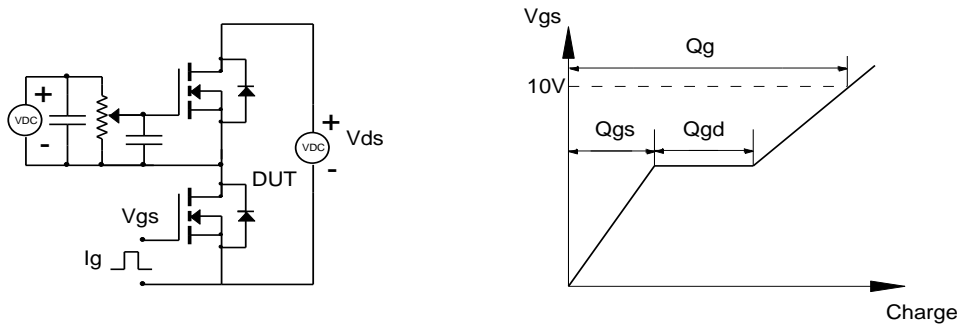 +
VDC
-
Vgs
Ig
DUT
+
VDC
-
Vds
Vgs
Qg
10V
Qgs
Qgd
Charge